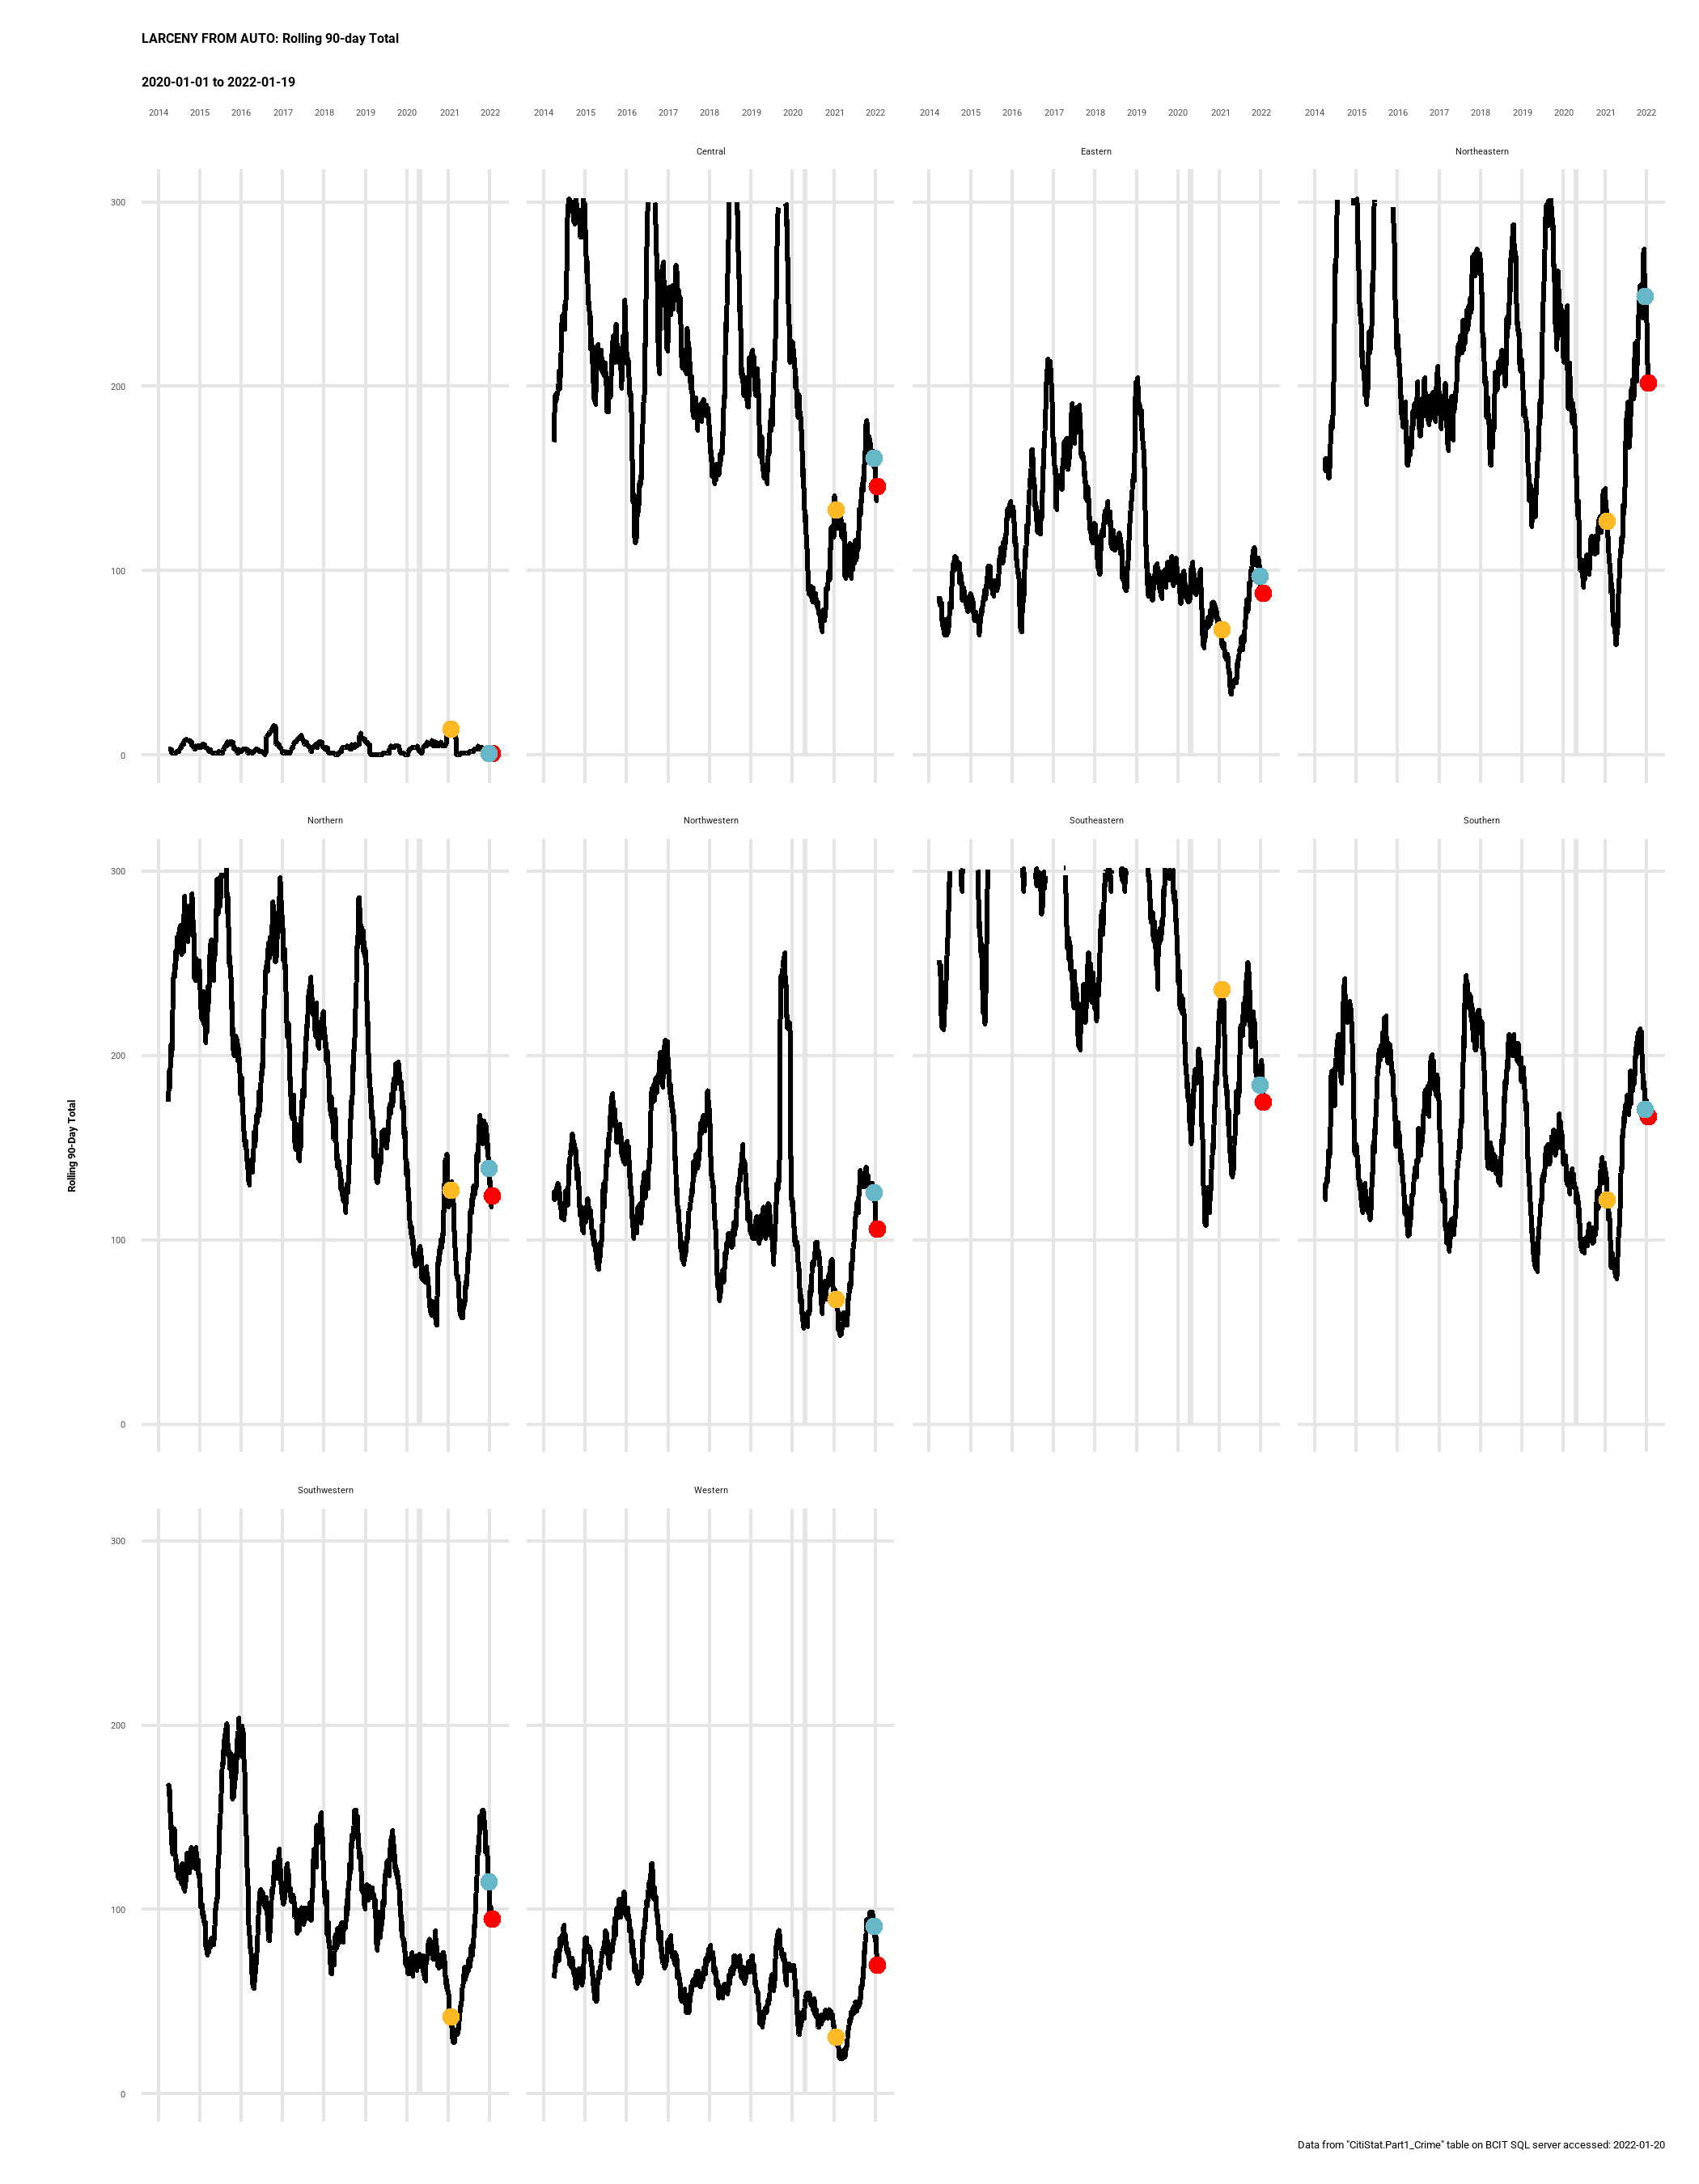 LARCENY FROM AUTO: Rolling 90-day Total
2020-01-01 to 2022-01-19
2014 2015 2016 2017 2018 2019 2020 2021 2022 2014 2015 2016 2017 2018 2019 2020 2021 2022 2014 2015 2016 2017 2018 2019 2020 2021 2022 2014 2015 2016 2017 2018 2019 2020 2021 2022
Central Eastern Northeastern
300
200
100
0
Northern Northwestern Southeastern Southern
300
200
100
0
Rolling 90-Day Total
Southwestern Western
300
200
100
0
Data from "CitiStat.Part1_Crime" table on BCIT SQL server accessed: 2022-01-20